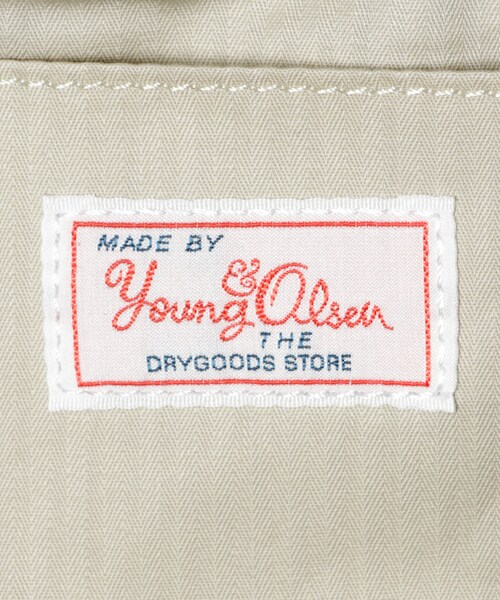 MADE BY
Young & Olsen
THE
DRYGOODS STORE